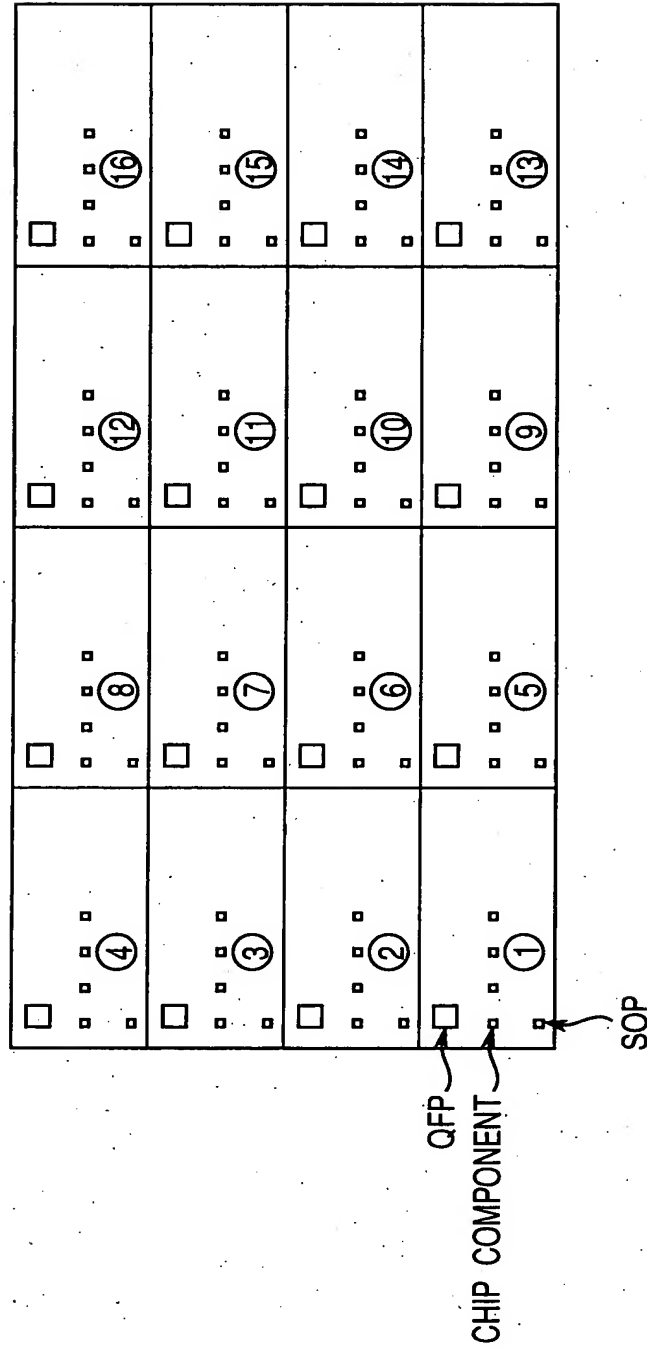 ④ ⑧ ⑫ ⑯
③ ⑦ ⑪ ⑮
② ⑥ ⑩ ⑭
① ⑤ ⑨ ⑬
QFP
CHIP COMPONENT
SOP